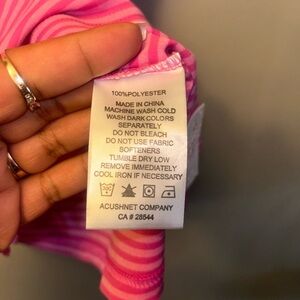 100%POLYESTER
MADE IN CHINA
MACHINE WASH COLD
WASH DARK COLORS
SEPARATELY
DO NOT BLEACH
DO NOT USE FABRIC
SOFTENERS
TUMBLE DRY LOW
REMOVE IMMEDIATELY
COOL IRON IF NECESSARY
ACUSHNET COMPANY
CA # 28544